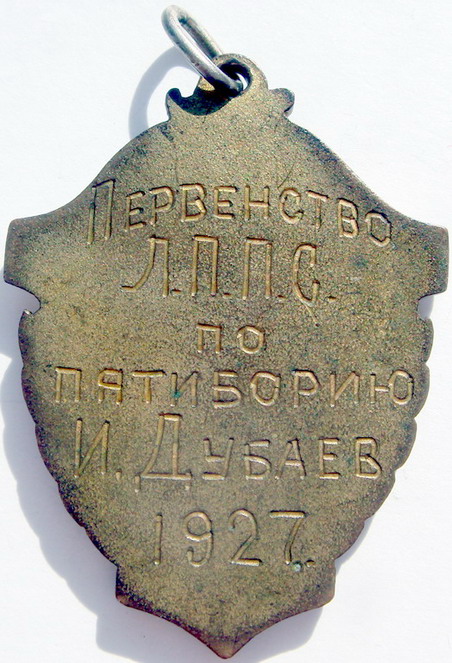 Первенство
Л.П.П.С.
по
пятиборию
И. Дубаев
1927.